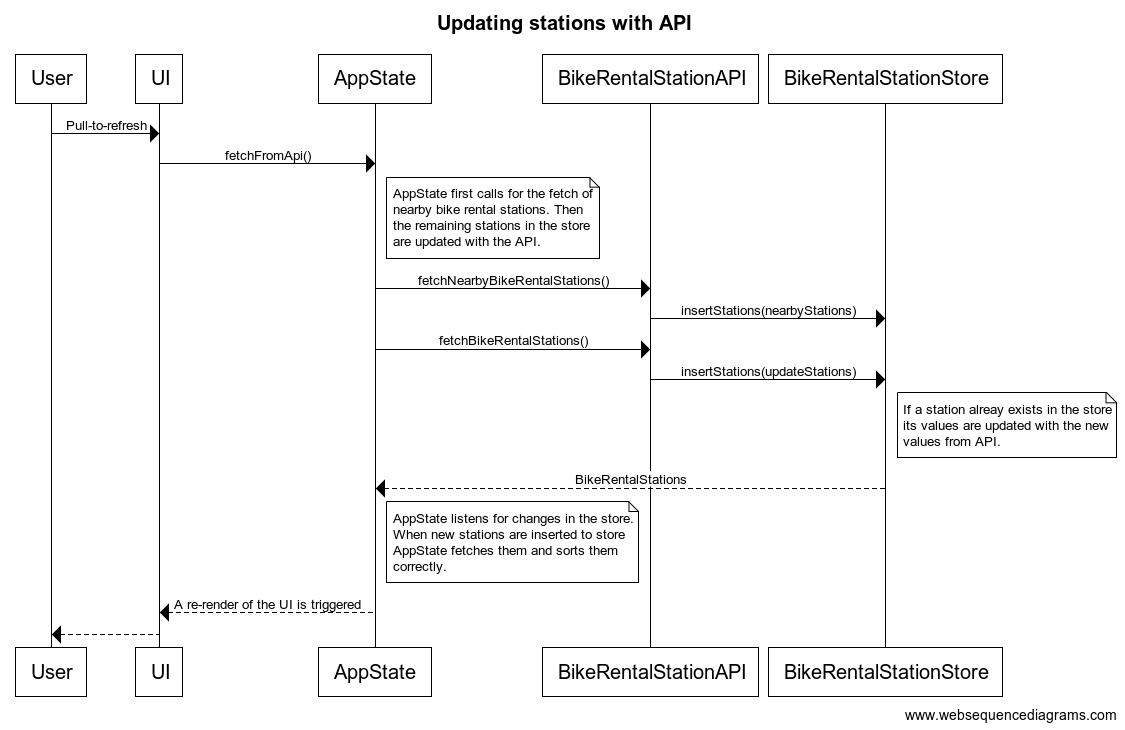 Updating stations with API
User
UI
AppState
BikeRentalStationAPI
BikeRentalStationStore
Pull-to-refresh
fetchFromApi()
AppState first calls for the fetch of
nearby bike rental stations. Then
the remaining stations in the store
are updated with the API.
fetchNearbyBikeRentalStations()
insertStations(nearbyStations)
fetchBikeRentalStations()
insertStations(updateStations)
If a station alreay exists in the store
its values are updated with the new
values from API.
BikeRentalStations
AppState listens for changes in the store.
When new stations are inserted to store
AppState fetches them and sorts them
correctly.
A re-render of the UI is triggered
User
UI
AppState
BikeRentalStationAPI
BikeRentalStationStore
www.websequencediagrams.com